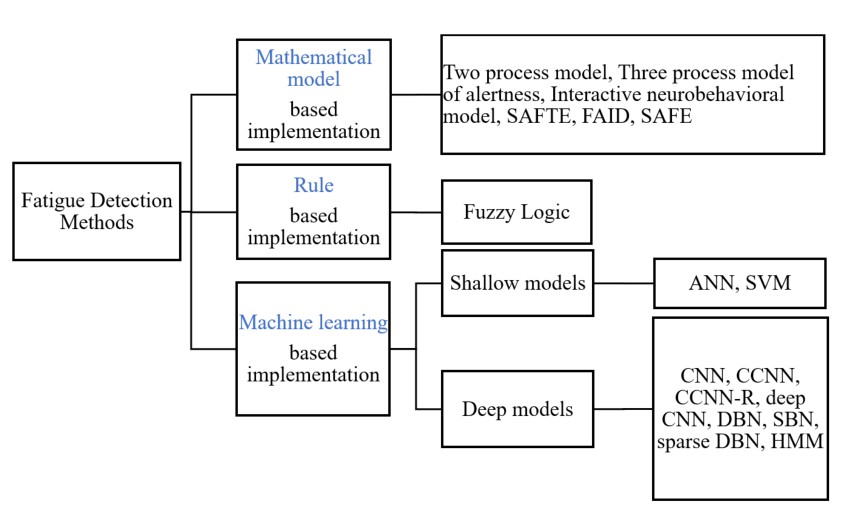 Fatigue Detection
Methods
Mathematical
model
based
implementation
Two process model, Three process model
of alertness, Interactive neurobehavioral
model, SAFTE, FAID, SAFE
Rule
based
implementation
Fuzzy Logic
Machine learning
based
implementation
Shallow models
ANN, SVM
Deep models
CNN, CCNN,
CCNN-R, deep
CNN, DBN, SBN,
sparse DBN, HMM